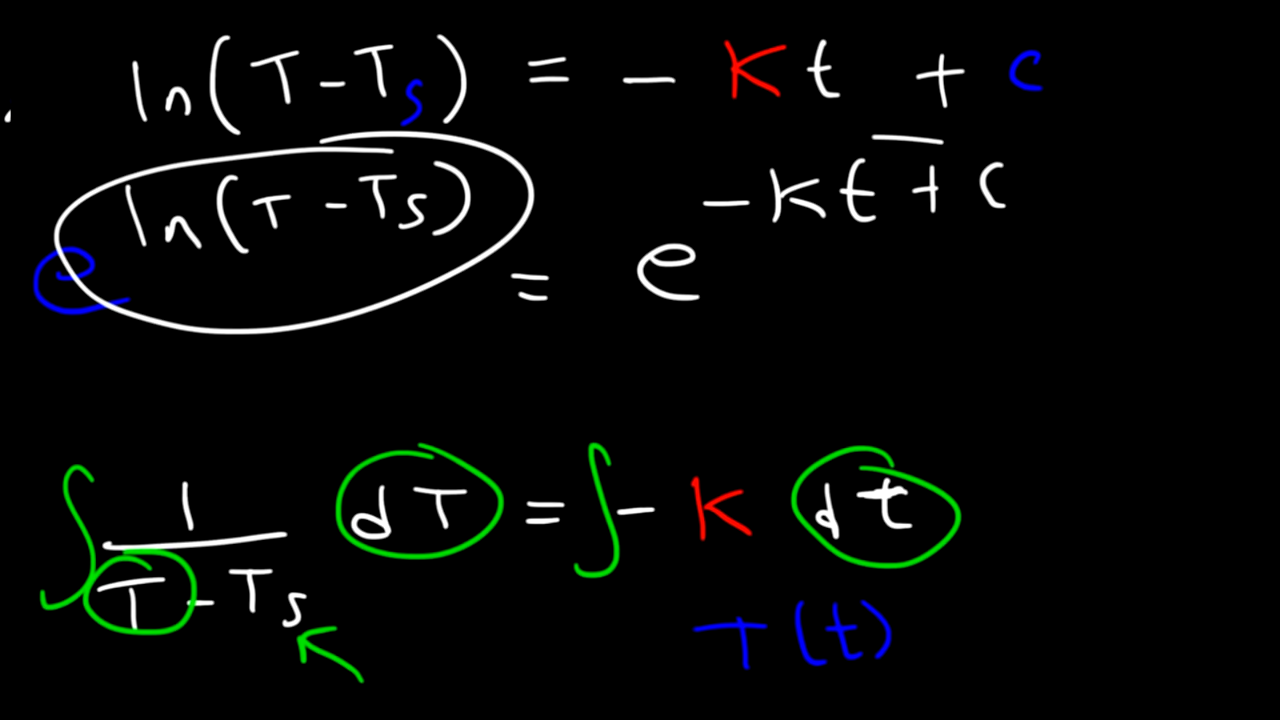 ln(T-Ts) = -Kt + c
e^ln(T-Ts) = e^-Kt+c
∫ 1/(T-Ts) dT = ∫-K dt
T(t)